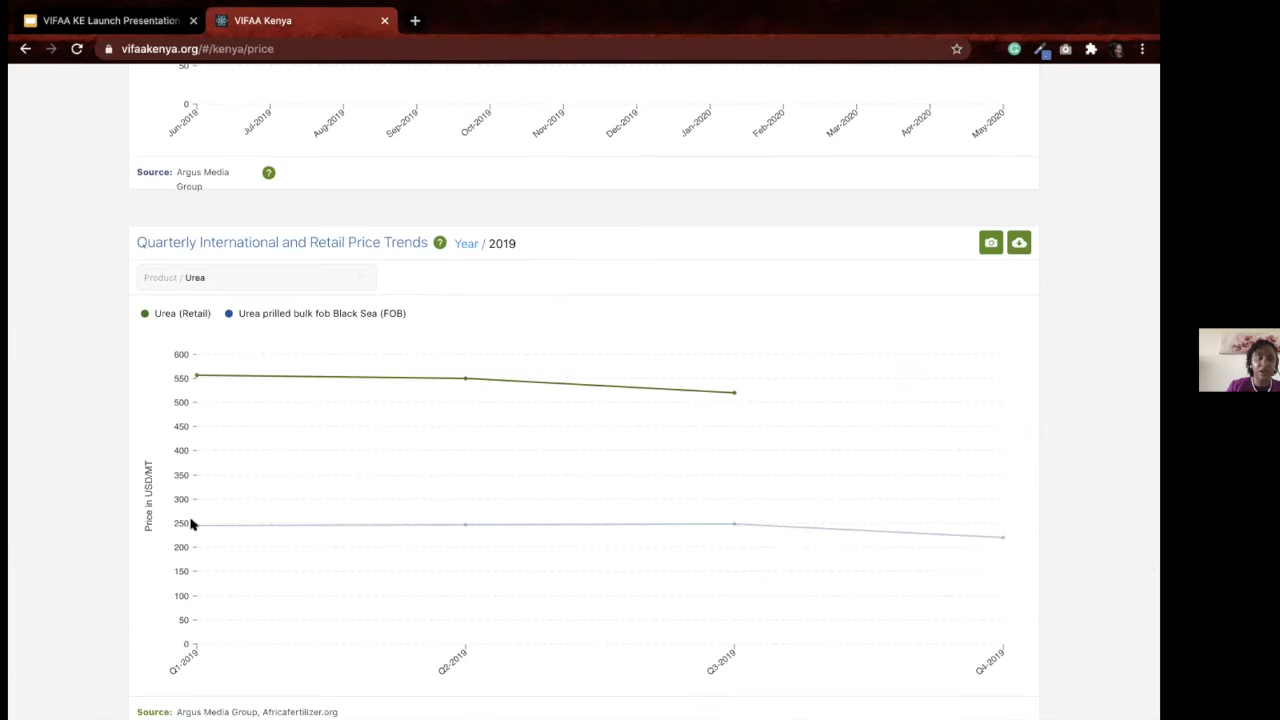 VIFAA KE Launch Presentation
VIFAA Kenya
vifaakenya.org/#/kenya/price
50
0
Jun-2019
Jul-2019
Aug-2019
Sep-2019
Oct-2019
Nov-2019
Dec-2019
Jan-2020
Feb-2020
Mar-2020
Apr-2020
May-2020
Source: Argus Media
Group
?
Quarterly International and Retail Price Trends ? Year / 2019
Product / Urea
Urea (Retail) Urea prilled bulk fob Black Sea (FOB)
600
550
500
450
400
350
300
250
200
150
100
50
0
Price in USD/MT
Q1-2019
Q2-2019
Q3-2019
Q4-2019
Source: Argus Media Group, Africafertilizer.org